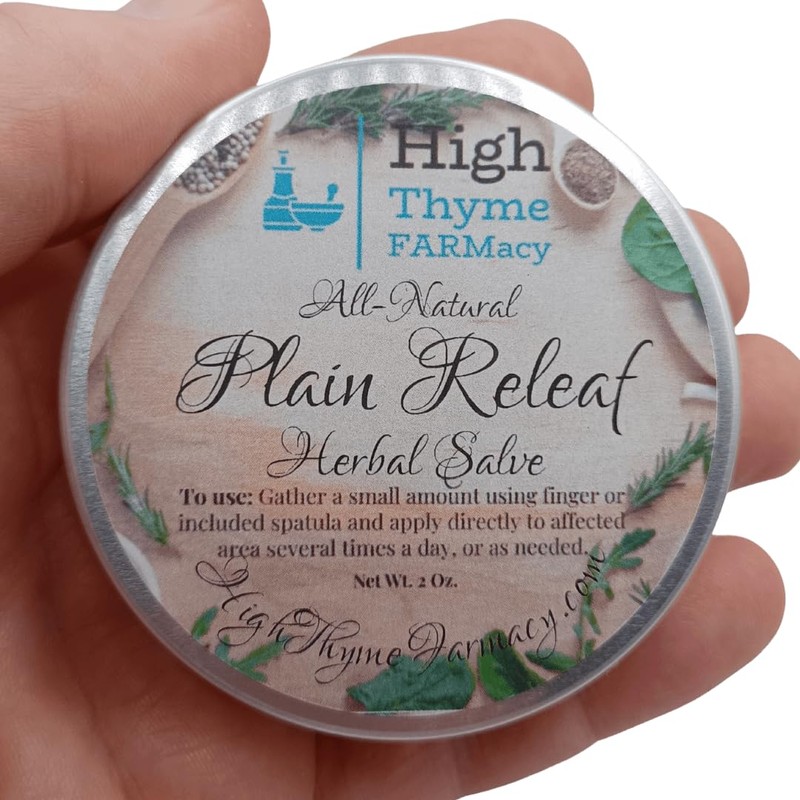 High
Thyme
FARMacy
All-Natural
Plain Releaf
Herbal Salve
To use: Gather a small amount using finger or
included spatula and apply directly to affected
area several times a day, or as needed.
Net Wt. 2 Oz.
HighThymeFarmacy.com